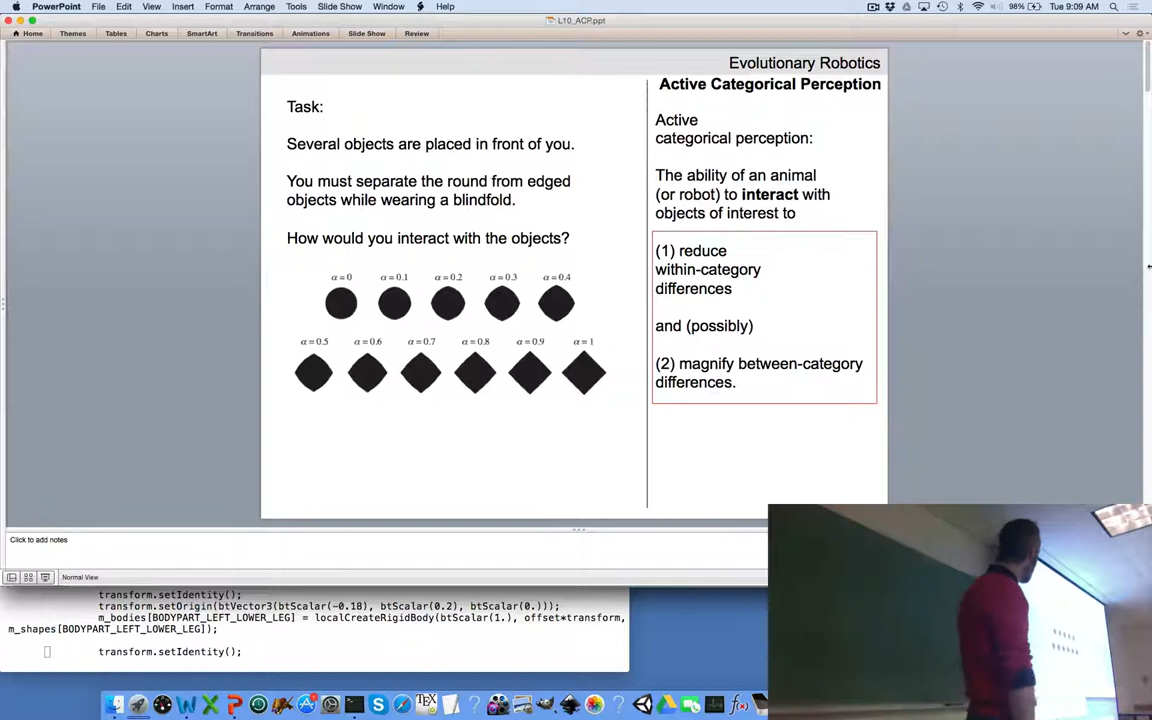 PowerPoint File Edit View Insert Format Arrange Tools Slide Show Window Help 98% Tue 9:09 AM
L10_ACP.ppt
Home Themes Tables Charts SmartArt Transitions Animations Slide Show Review
Evolutionary Robotics
Active Categorical Perception
Task:
Several objects are placed in front of you.
You must separate the round from edged
objects while wearing a blindfold.
How would you interact with the objects?
α=0 α=0.1 α=0.2 α=0.3 α=0.4
α=0.5 α=0.6 α=0.7 α=0.8 α=0.9 α=1
Active
categorical perception:
The ability of an animal
(or robot) to interact with
objects of interest to
(1) reduce
within-category
differences
and (possibly)
(2) magnify between-category
differences.
Click to add notes
Normal View
transform.setIdentity();
transform.setOrigin(btVector3(btScalar(-0.18), btScalar(0.2), btScalar(0.)));
m_bodies[BODYPART_LEFT_LOWER_LEG] = localCreateRigidBody(btScalar(1.), offset*transform,
m_shapes[BODYPART_LEFT_LOWER_LEG]);
transform.setIdentity();